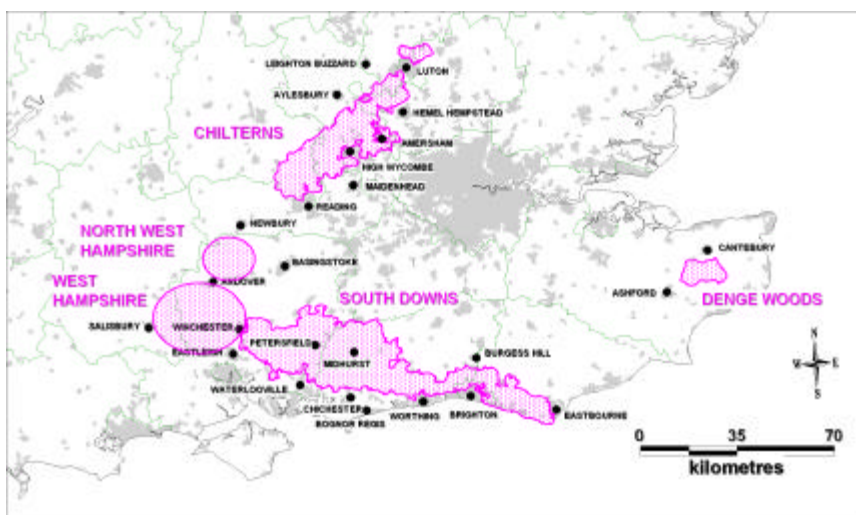 LEIGHTON BUZZARD
LUTON
AYLESBURY
HEMEL HEMPSTEAD
CHILTERNS
AMERSHAM
HIGH WYCOMBE
MAIDENHEAD
READING
NEWBURY
NORTH WEST
HAMPSHIRE
CANTEBURY
BASINGSTOKE
WEST
HAMPSHIRE
ANDOVER
ASHFORD
SOUTH DOWNS
DENGE WOODS
SALISBURY
WINCHESTER
PETERSFIELD
EASTLEIGH
MIDHURST
BURGESS HILL
N
W E
S
WATERLOOVILLE
CHICHESTER
BOGNOR REGIS
WORTHING
BRIGHTON
EASTBOURNE
0 35 70
kilometres